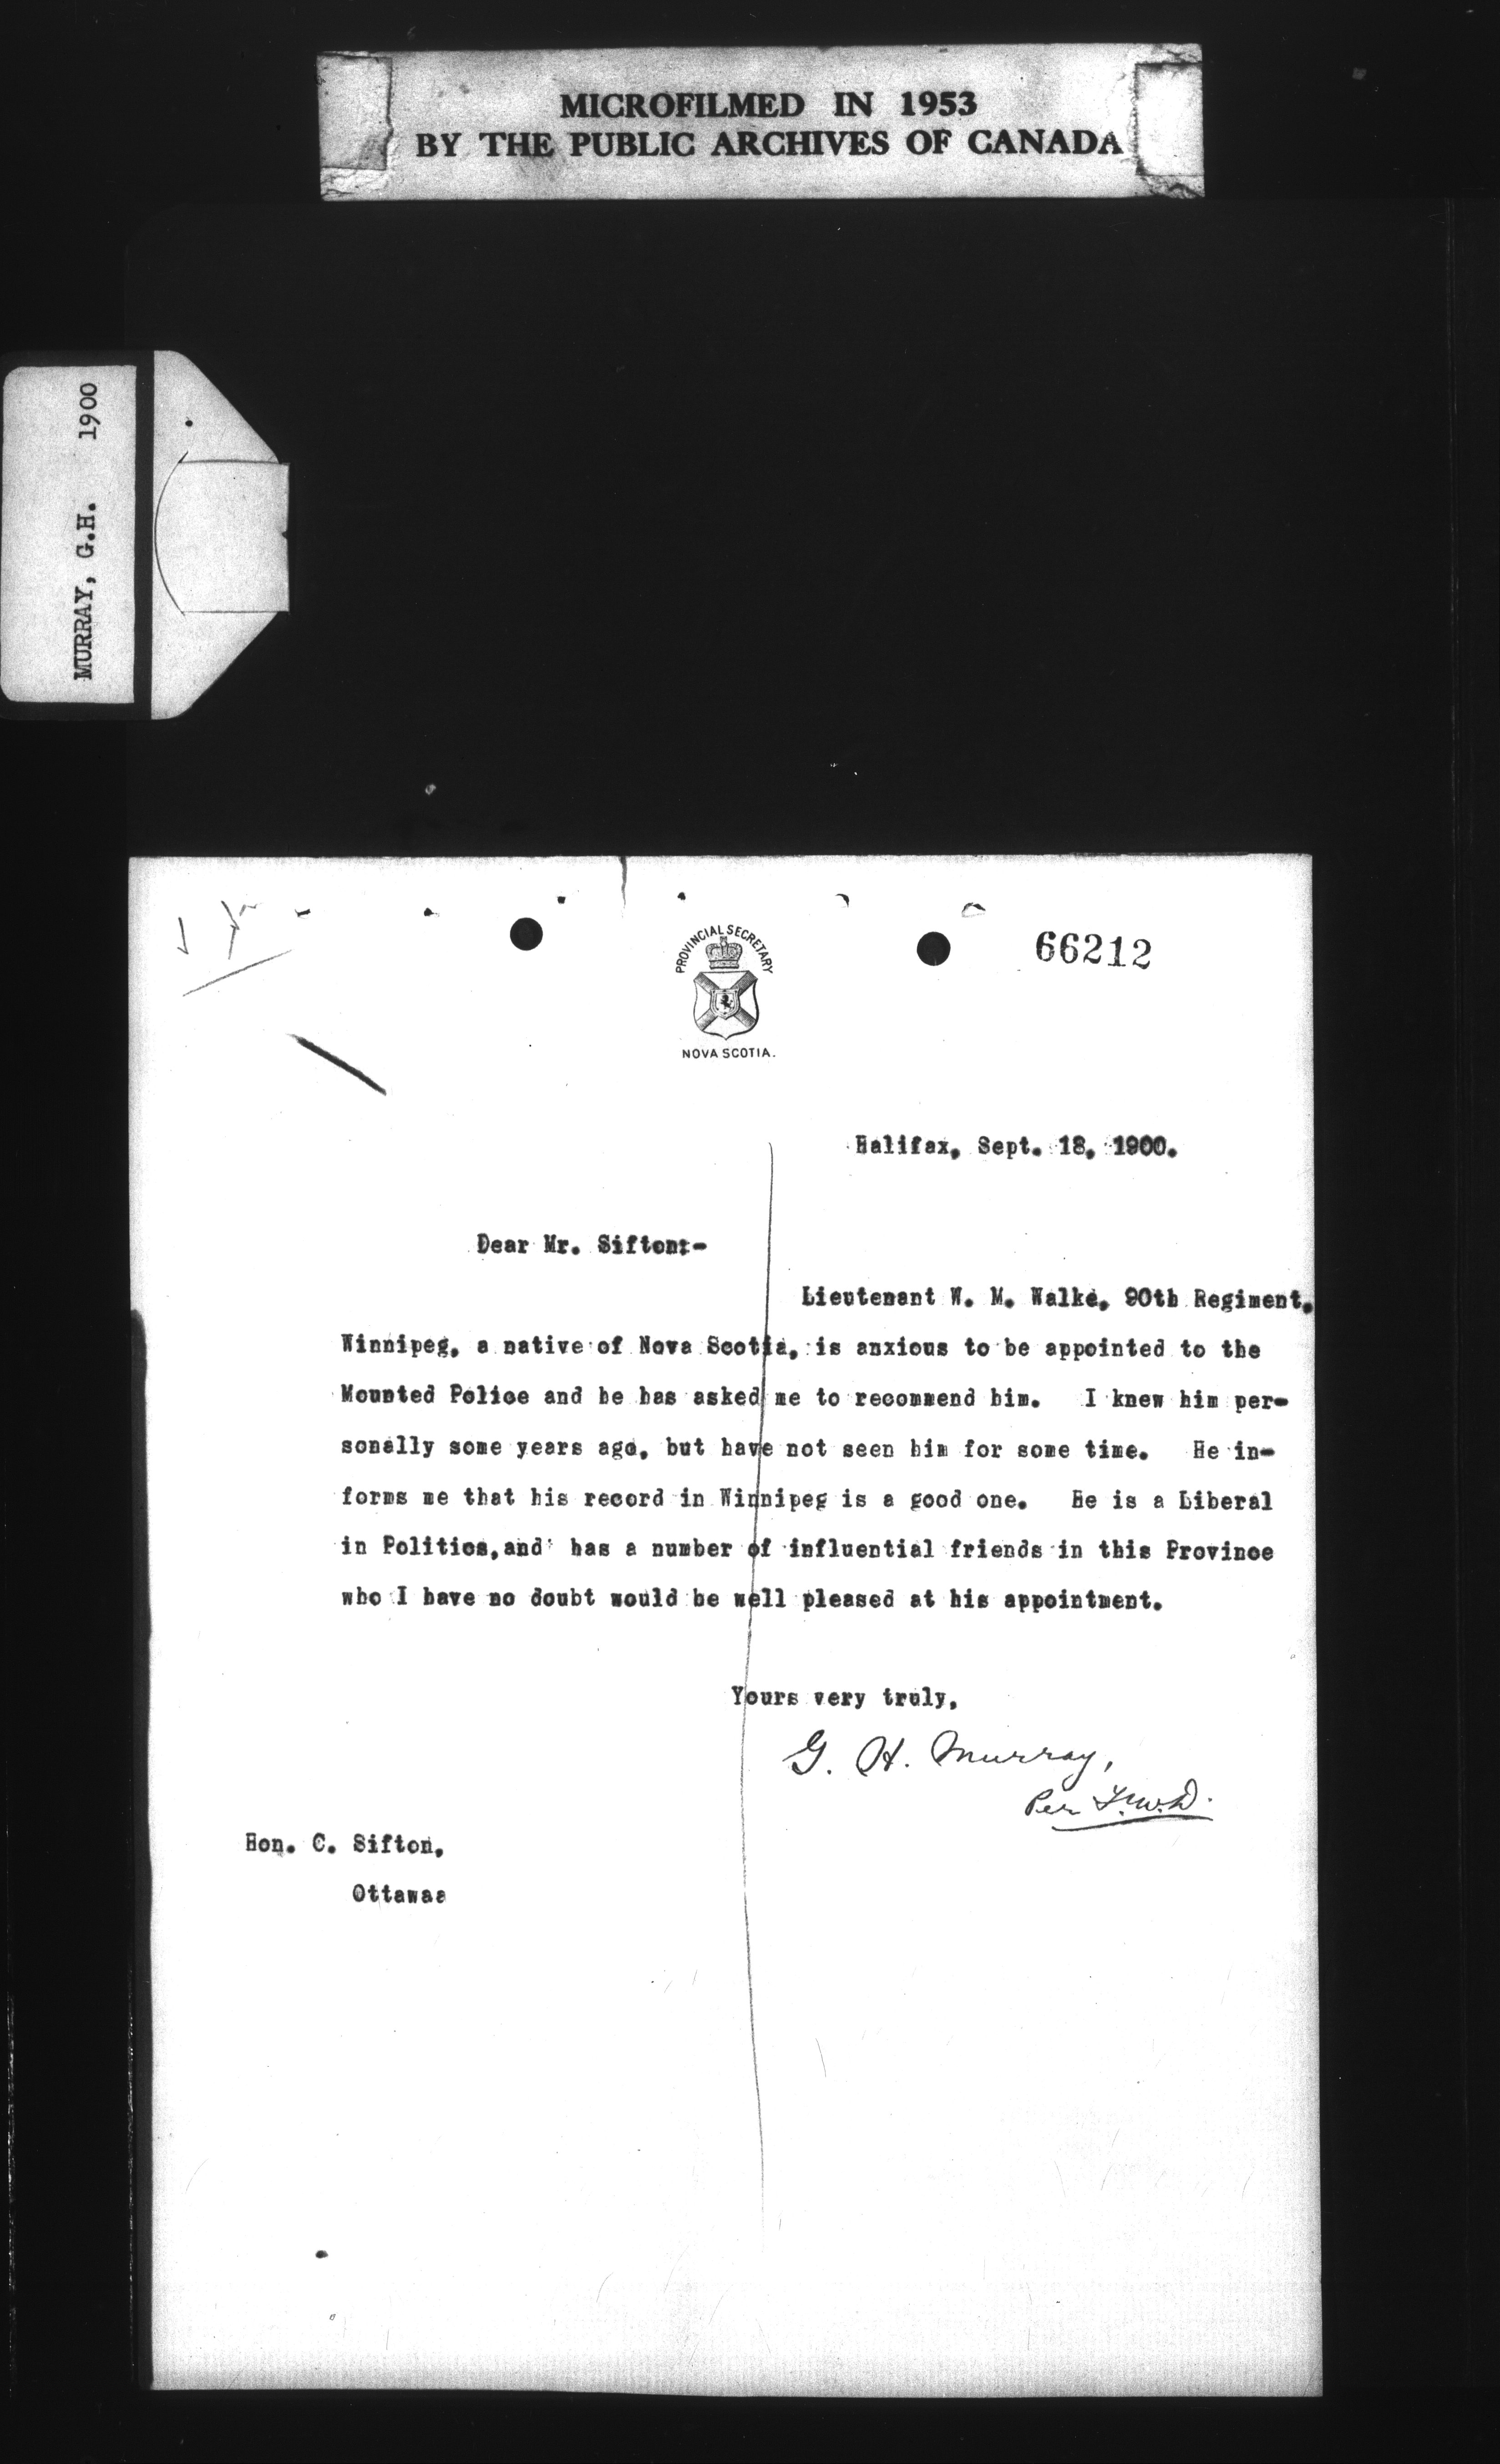 MICROFILMED IN 1953
BY THE PUBLIC ARCHIVES OF CANADA
MURRAY, G.H. 1900
PROVINCIAL SECRETARY
NOVA SCOTIA.
66212
Halifax, Sept. 18, 1900.
Dear Mr. Sifton:-
Lieutenant W. M. Walke, 90th Regiment,
Winnipeg, a native of Nova Scotia, is anxious to be appointed to the
Mounted Police and he has asked me to recommend him. I knew him per-
sonally some years ago, but have not seen him for some time. He in-
forms me that his record in Winnipeg is a good one. He is a Liberal
in Politics,and has a number of influential friends in this Province
who I have no doubt would be well pleased at his appointment.
Yours very truly,
G. H. Murray,
Per
Hon. C. Sifton,
Ottawaa